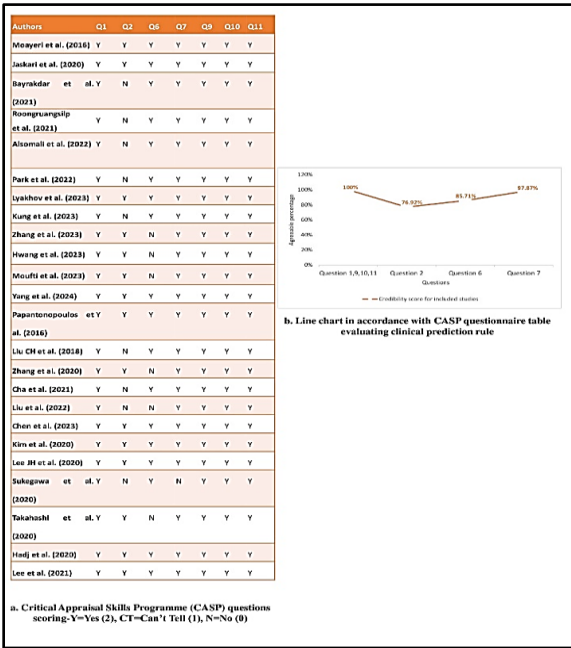 Authors Q1 Q2 Q6 Q7 Q9 Q10 Q11
Moayeri et al. (2016) Y Y Y Y Y Y Y
Jaskari et al. (2020) Y Y Y Y Y Y Y
Bayrakdar et al. Y N Y Y Y Y Y
(2021)
Roongruangsilp N Y Y Y Y Y
et al. (2021) Y
Alsomali et al. (2022) Y N Y Y Y Y Y
Park et al. (2022) Y N Y Y Y Y Y
Lyakhov et al. (2023) Y Y Y Y Y Y Y
Kung et al. (2023) Y N Y Y Y Y Y
Zhang et al. (2023) Y Y N Y Y Y Y
Hwang et al. (2023) Y Y N Y Y Y Y
Moufti et al. (2023) Y Y N Y Y Y Y
Yang et al. (2024) Y Y Y Y Y Y Y
Papantonopoulos et Y Y Y Y Y Y Y
al. (2016)
Liu CH et al. (2018) Y N Y Y Y Y Y
Zhang et al. (2020) Y Y N Y Y Y Y
Cha et al. (2021) Y N Y Y Y Y Y
Liu et al. (2022) Y N N Y Y Y Y
Chen et al. (2023) Y Y Y Y Y Y Y
Kim et al. (2020) Y Y Y Y Y Y Y
Lee JH et al. (2020) Y Y Y Y Y Y Y
Sukegawa et al. Y N Y N Y Y Y
(2020)
Takahashi et al. Y Y N Y Y Y Y
(2020)
Hadj et al. (2020) Y Y Y Y Y Y Y
Lee et al. (2021) Y Y Y Y Y Y Y
a. Critical Appraisal Skills Programme (CASP) questions
scoring-Y=Yes (2), CT=Can't Tell (1), N=No (0)
120%
100%
80%
60%
40%
20%
0%
Agreeable percentage
100%
76.92%
85.71%
97.87%
Question 1,9,10,11 Question 2 Question 6 Question 7
Questions
Credibility score for included studies
b. Line chart in accordance with CASP questionnaire table
evaluating clinical prediction rule